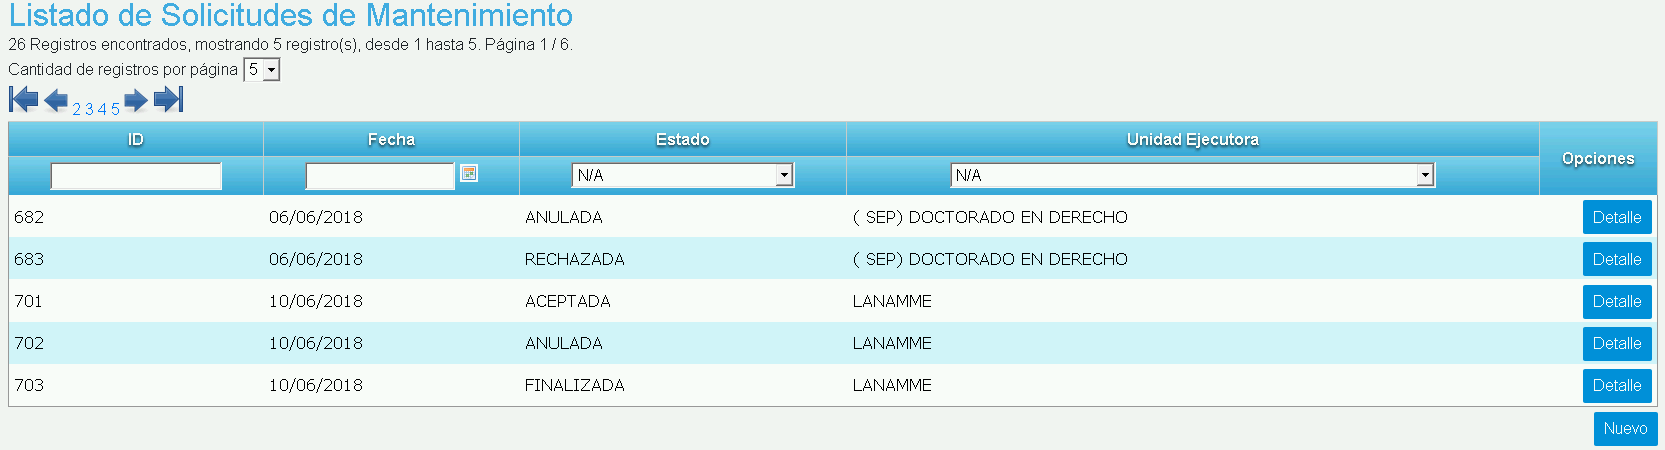 Listado de Solicitudes de Mantenimiento
26 Registros encontrados, mostrando 5 registro(s), desde 1 hasta 5. Página 1 / 6.
Cantidad de registros por página 5
2 3 4 5
ID Fecha Estado Unidad Ejecutora Opciones
N/A N/A
682 06/06/2018 ANULADA ( SEP) DOCTORADO EN DERECHO Detalle
683 06/06/2018 RECHAZADA ( SEP) DOCTORADO EN DERECHO Detalle
701 10/06/2018 ACEPTADA LANAMME Detalle
702 10/06/2018 ANULADA LANAMME Detalle
703 10/06/2018 FINALIZADA LANAMME Detalle
Nuevo